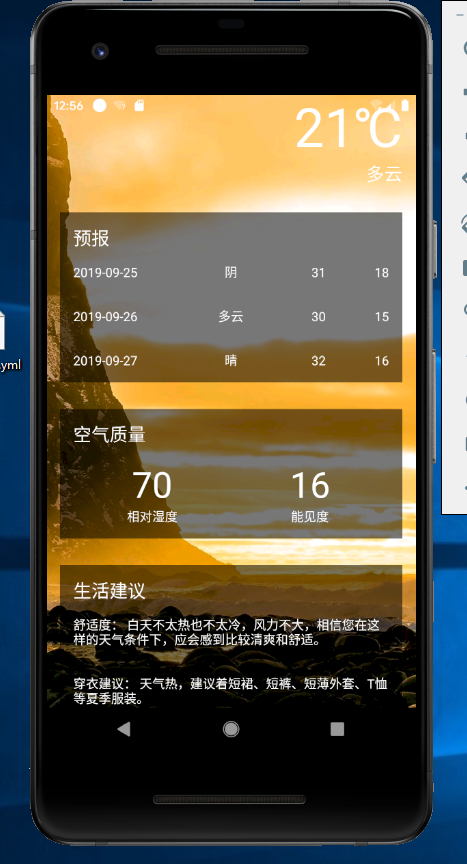 12:56
21℃
多云
预报
2019-09-25 阴 31 18
2019-09-26 多云 30 15
2019-09-27 晴 32 16
空气质量
70 16
相对湿度 能见度
.yml
生活建议
舒适度： 白天不太热也不太冷，风力不大，相信您在这
样的天气条件下，应会感到比较清爽和舒适。
穿衣建议： 天气热，建议着短裙、短裤、短薄外套、T恤
等夏季服装。